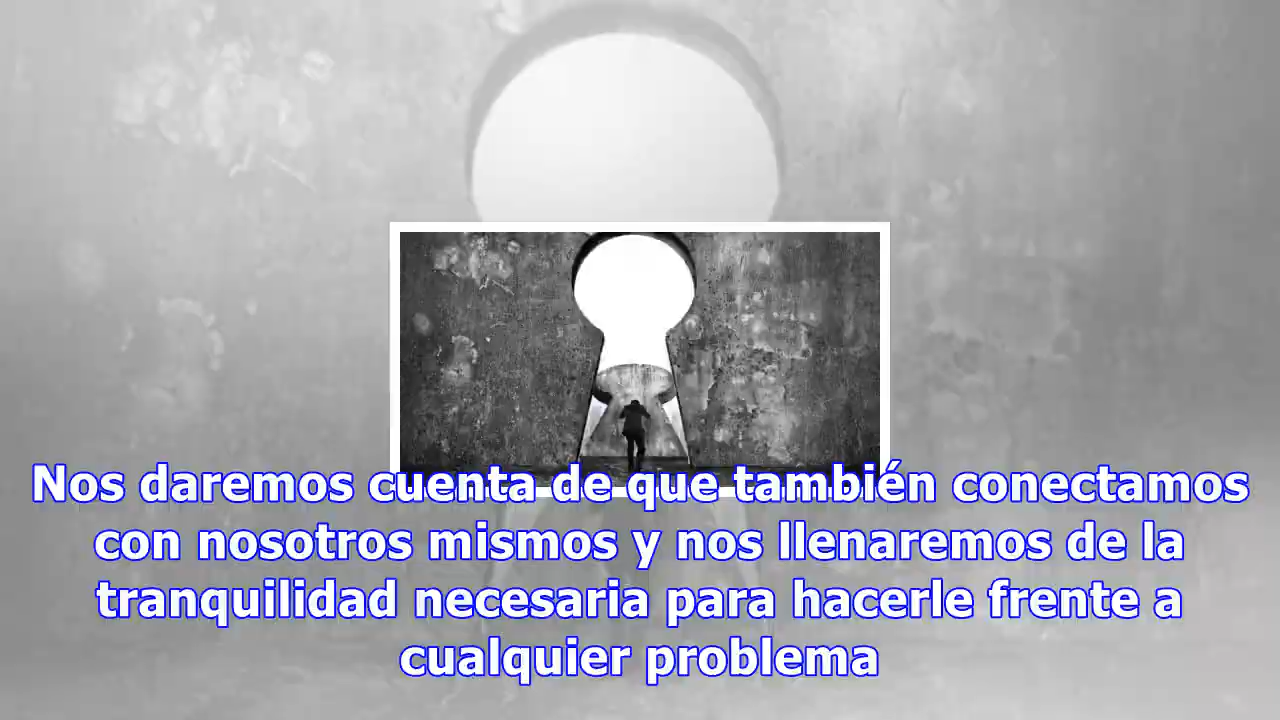 Nos daremos cuenta de que también conectamos
con nosotros mismos y nos llenaremos de la
tranquilidad necesaria para hacerle frente a
cualquier problema